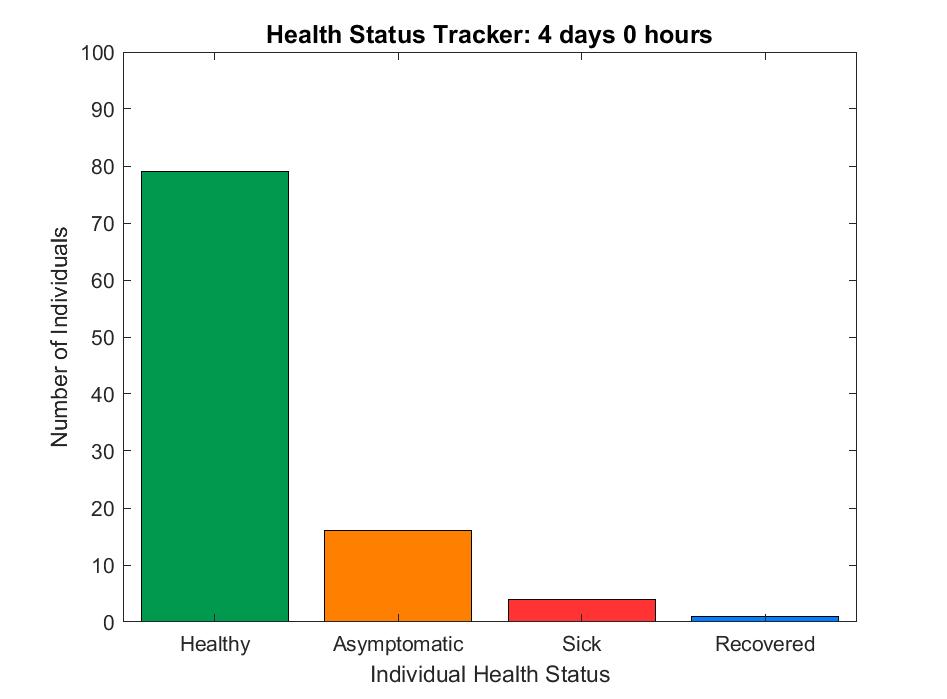 Health Status Tracker: 4 days 0 hours
100
90
80
70
60
50
40
30
20
10
0
Number of Individuals
Healthy Asymptomatic Sick Recovered
Individual Health Status